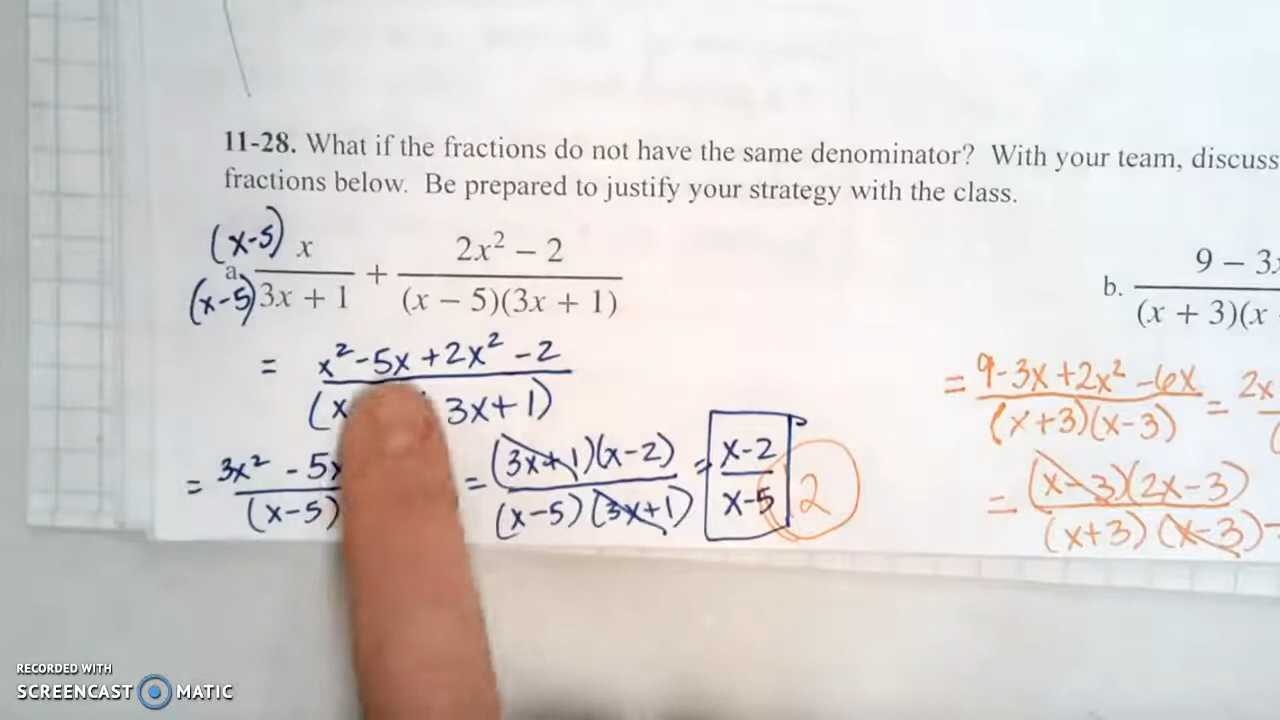 11-28. What if the fractions do not have the same denominator? With your team, discuss
fractions below. Be prepared to justify your strategy with the class.
(x-5) x
a. (x-5) 3x + 1 + 2x² − 2
(x − 5)(3x + 1)
b. 9 − 3x
(x + 3)(x
= x² - 5x + 2x² - 2
(x 3x+1)
= 3x² - 5x
(x-5)
= (3x+1)(x-2)
(x-5)(3x+1)
= x-2
x-5
2
= 9-3x+2x²-6x
(x+3)(x-3)
= 2x
= (x-3)(2x-3)
(x+3)(x-3)
RECORDED WITH
SCREENCAST MATIC